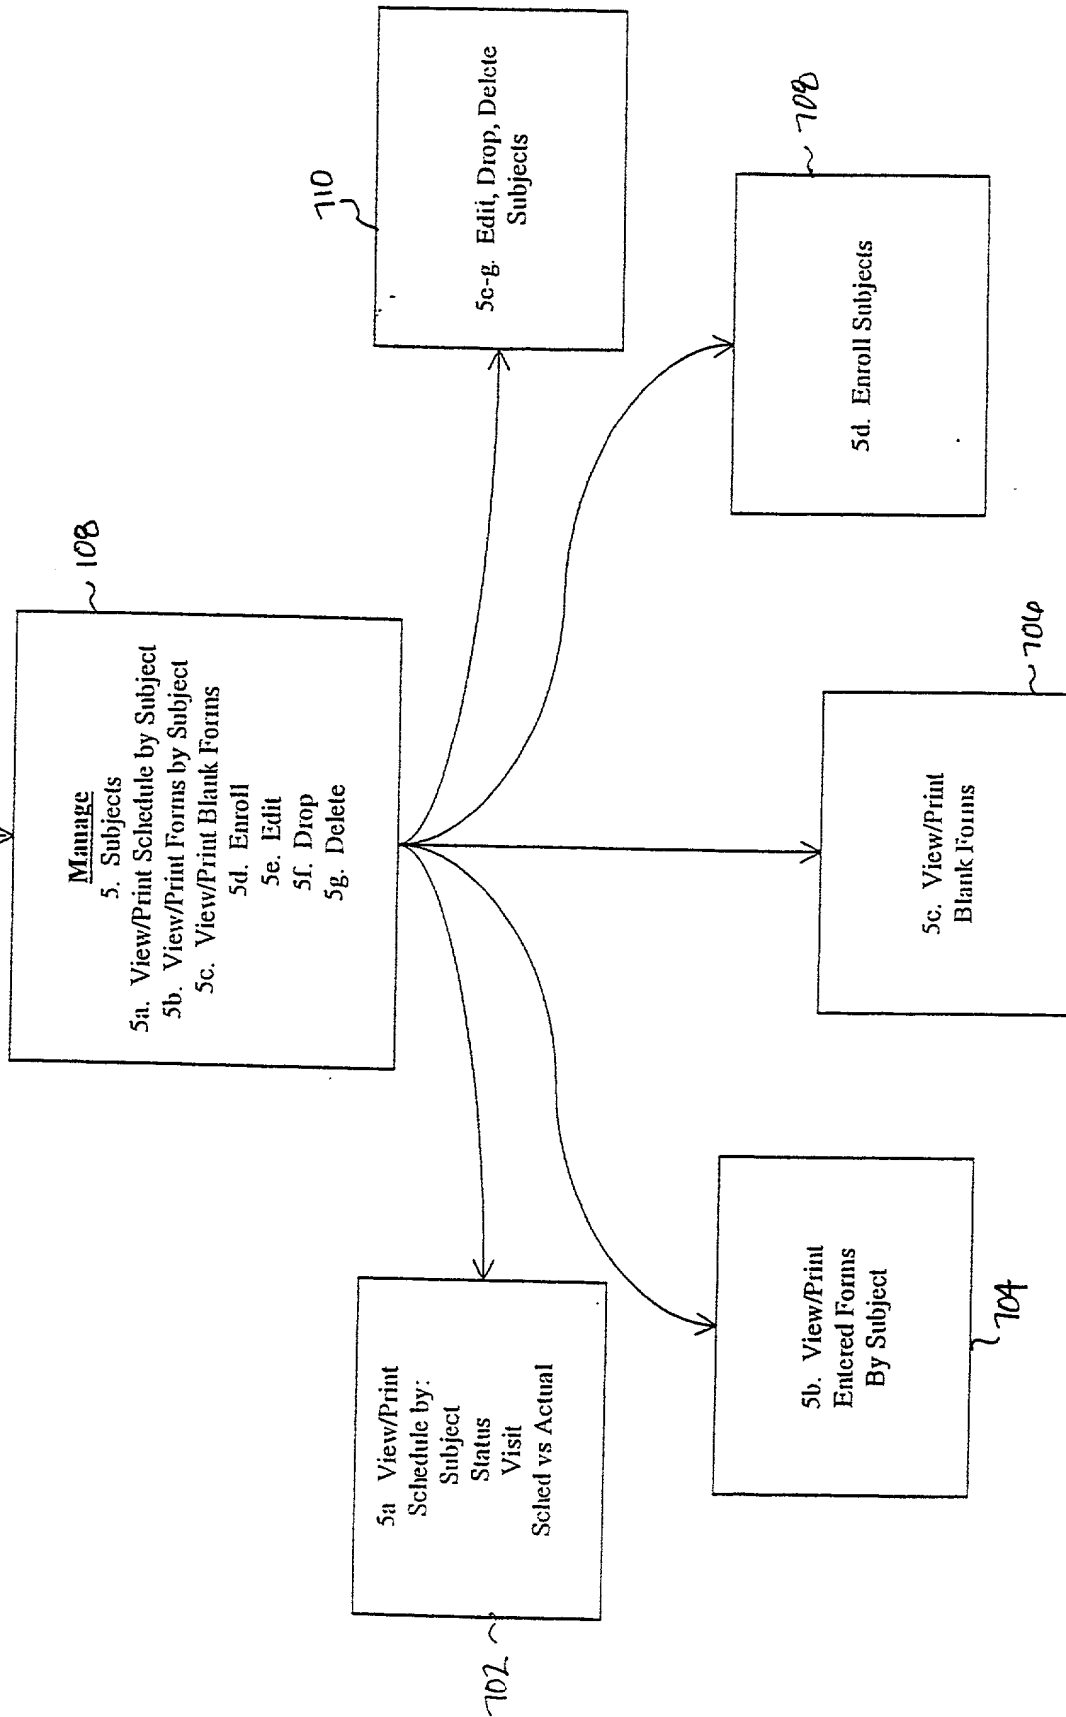 108
Manage
5. Subjects
5a. View/Print Schedule by Subject
5b. View/Print Forms by Subject
5c. View/Print Blank Forms
5d. Enroll
5e. Edit
5f. Drop
5g. Delete
702
5a View/Print
Schedule by:
Subject
Status
Visit
Sched vs Actual
704
5b. View/Print
Entered Forms
By Subject
706
5c. View/Print
Blank Forms
708
5d. Enroll Subjects
710
5e-g. Edit, Drop, Delete
Subjects